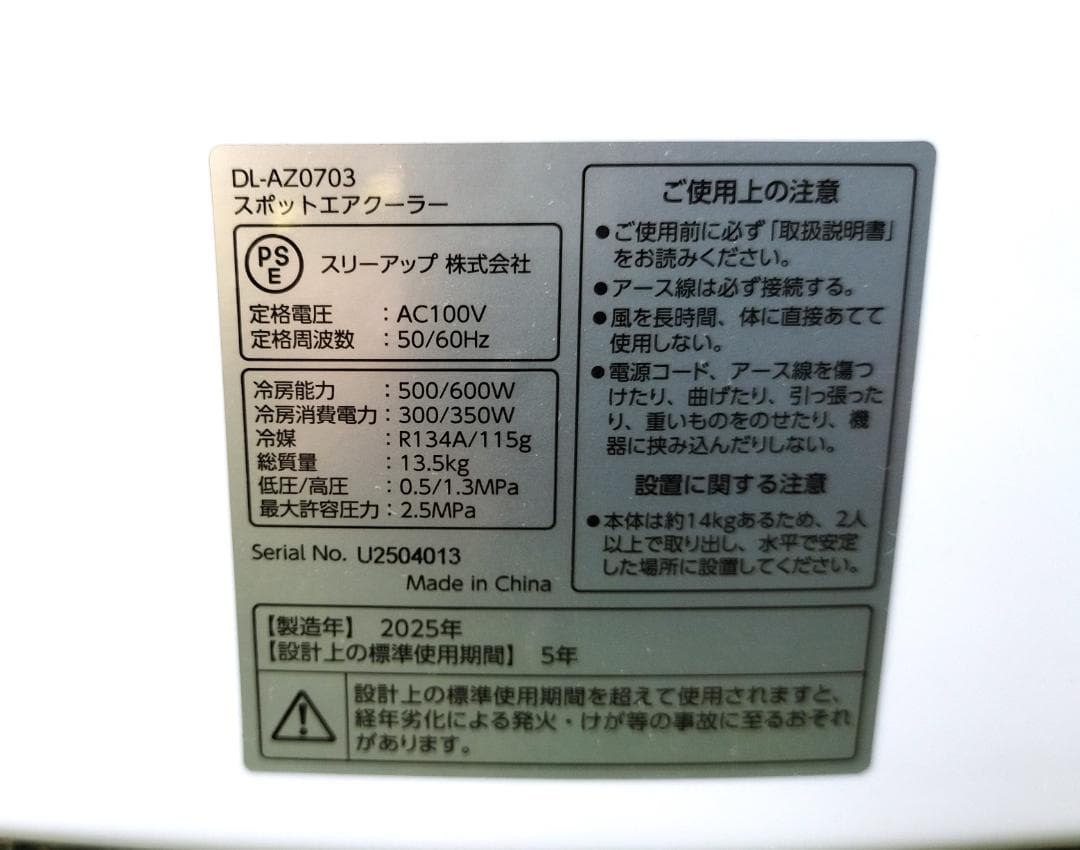 DL-AZ0703
スポットエアクーラー
PS
E
スリーアップ 株式会社
定格電圧 : AC100V
定格周波数 : 50/60Hz
冷房能力 : 500/600W
冷房消費電力 : 300/350W
冷媒 : R134A/115g
総質量 : 13.5kg
低圧/高圧 : 0.5/1.3MPa
最大許容圧力 : 2.5MPa
Serial No. U2504013
Made in China
ご使用上の注意
●ご使用前に必ず「取扱説明書」
をお読みください。
●アース線は必ず接続する。
●風を長時間、体に直接あてて
使用しない。
●電源コード、アース線を傷つ
けたり、曲げたり、引っ張った
り、重いものをのせたり、機
器に挟み込んだりしない。
設置に関する注意
●本体は約14kgあるため、2人
以上で取り出し、水平で安定
した場所に設置してください。
【製造年】 2025年
【設計上の標準使用期間】 5年
設計上の標準使用期間を超えて使用されますと、
経年劣化による発火・けが等の事故に至るおそれ
があります。